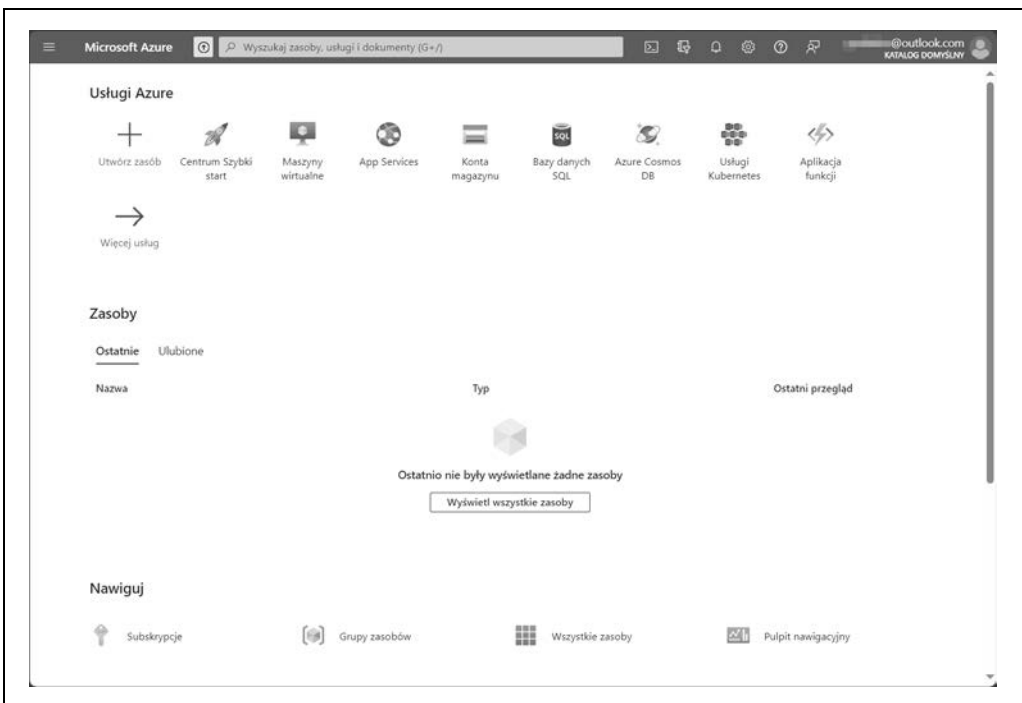 Microsoft Azure
Wyszukaj zasoby, usługi i dokumenty (G+/)
@outlook.com
KATALOG DOMYŚLNY
Usługi Azure
Utwórz zasób
Centrum Szybki start
Maszyny wirtualne
App Services
Konta magazynu
Bazy danych SQL
SQL
Azure Cosmos DB
Usługi Kubernetes
Aplikacja funkcji
Więcej usług
Zasoby
Ostatnie Ulubione
Nazwa Typ Ostatni przegląd
Ostatnio nie były wyświetlane żadne zasoby
Wyświetl wszystkie zasoby
Nawiguj
Subskrypcje Grupy zasobów Wszystkie zasoby Pulpit nawigacyjny